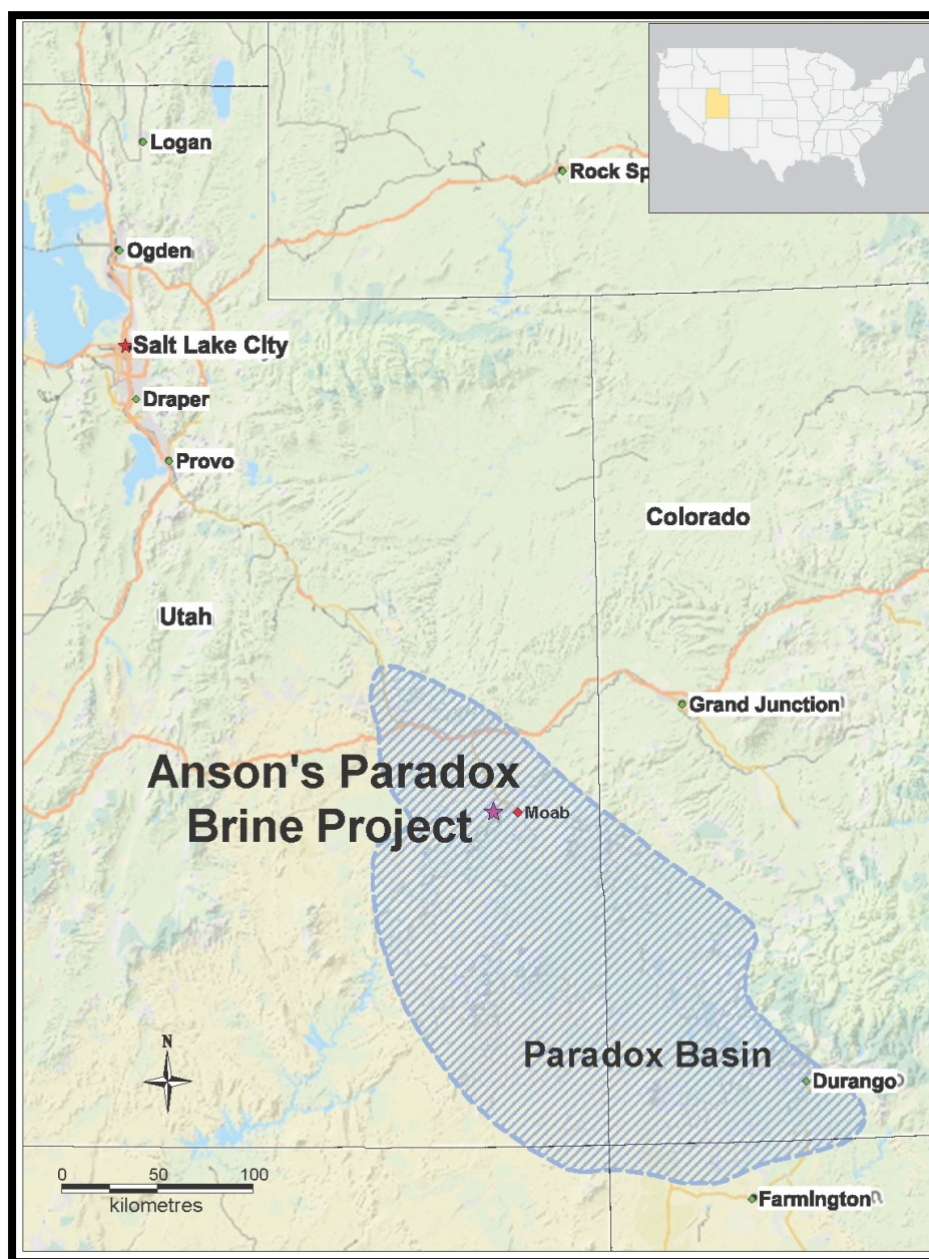 Logan
Rock Sp
Ogden
Salt Lake City
Draper
Provo
Colorado
Utah
Grand Junction
Anson's Paradox
Brine Project
Moab
Paradox Basin
N
Durango
0 50 100
kilometres
Farmington